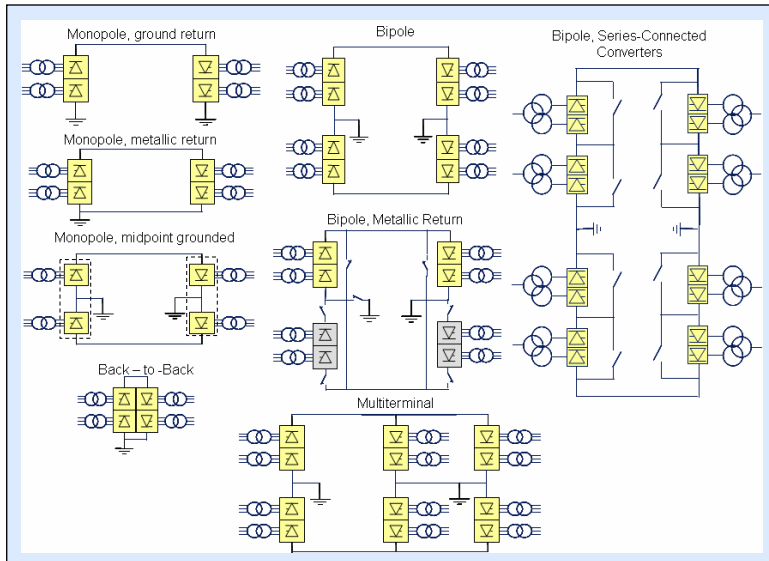 Monopole, ground return
Bipole
Bipole, Series-Connected
Converters
Monopole, metallic return
Monopole, midpoint grounded
Bipole, Metallic Return
Back – to -Back
Multiterminal